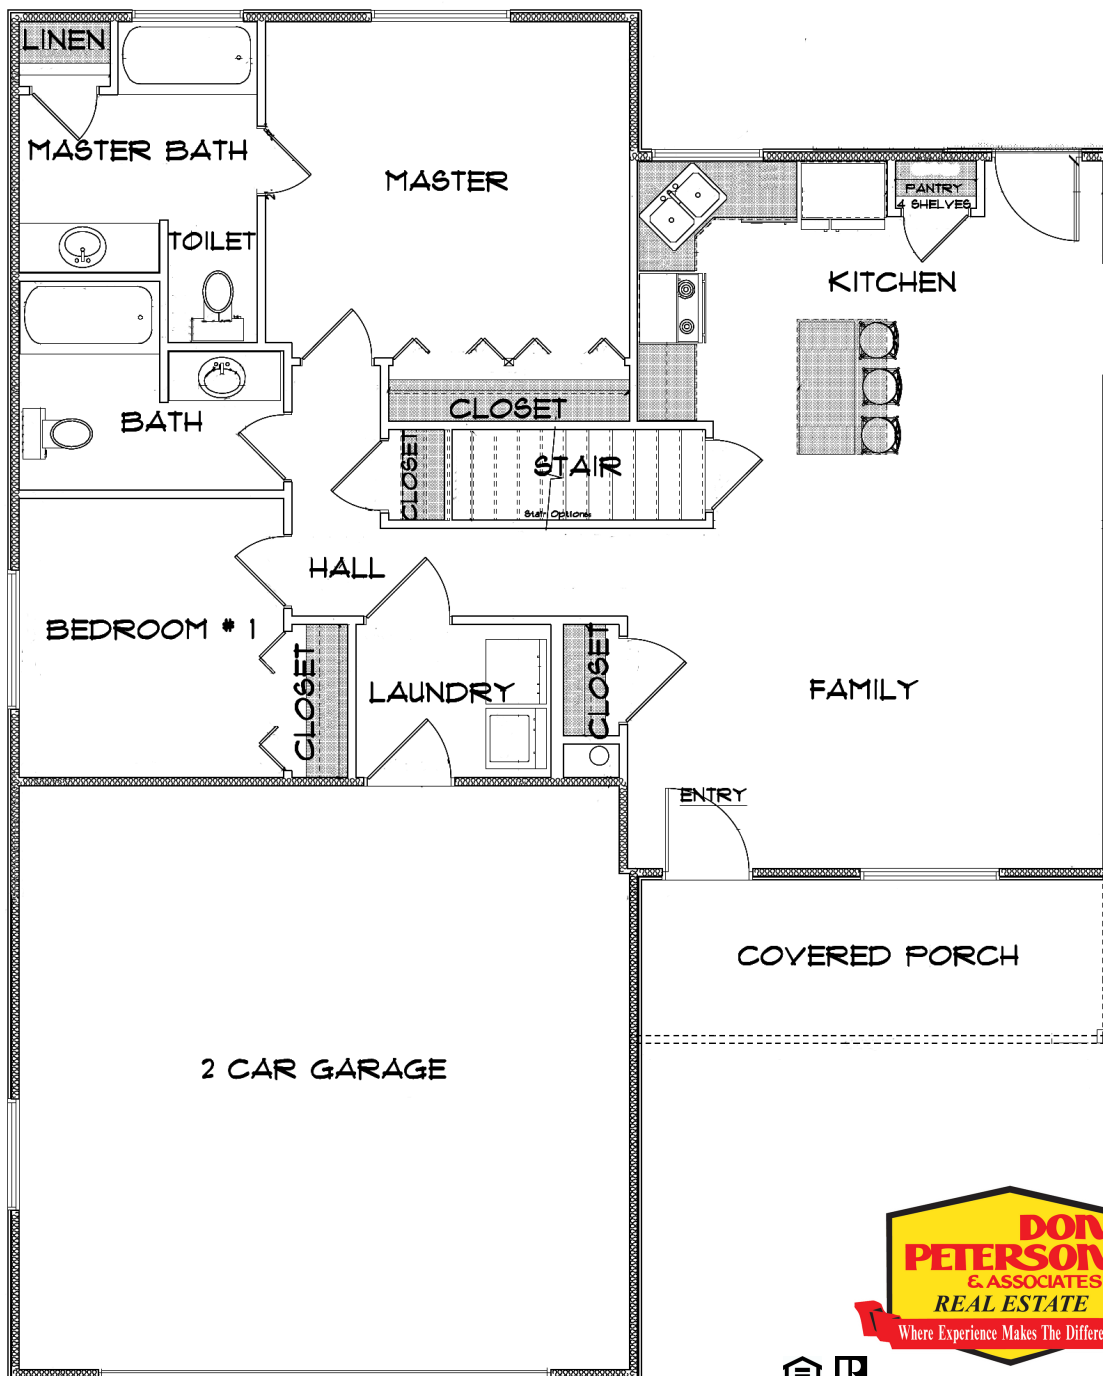 LINEN
MASTER BATH
MASTER
TOILET
PANTRY
4 SHELVES
KITCHEN
BATH
CLOSET
CLOSET
STAIR
Stair Options
HALL
BEDROOM # 1
CLOSET
LAUNDRY
CLOSET
FAMILY
ENTRY
COVERED PORCH
2 CAR GARAGE
DON
PETERSON
& ASSOCIATES
REAL ESTATE
Where Experience Makes The Differe
R